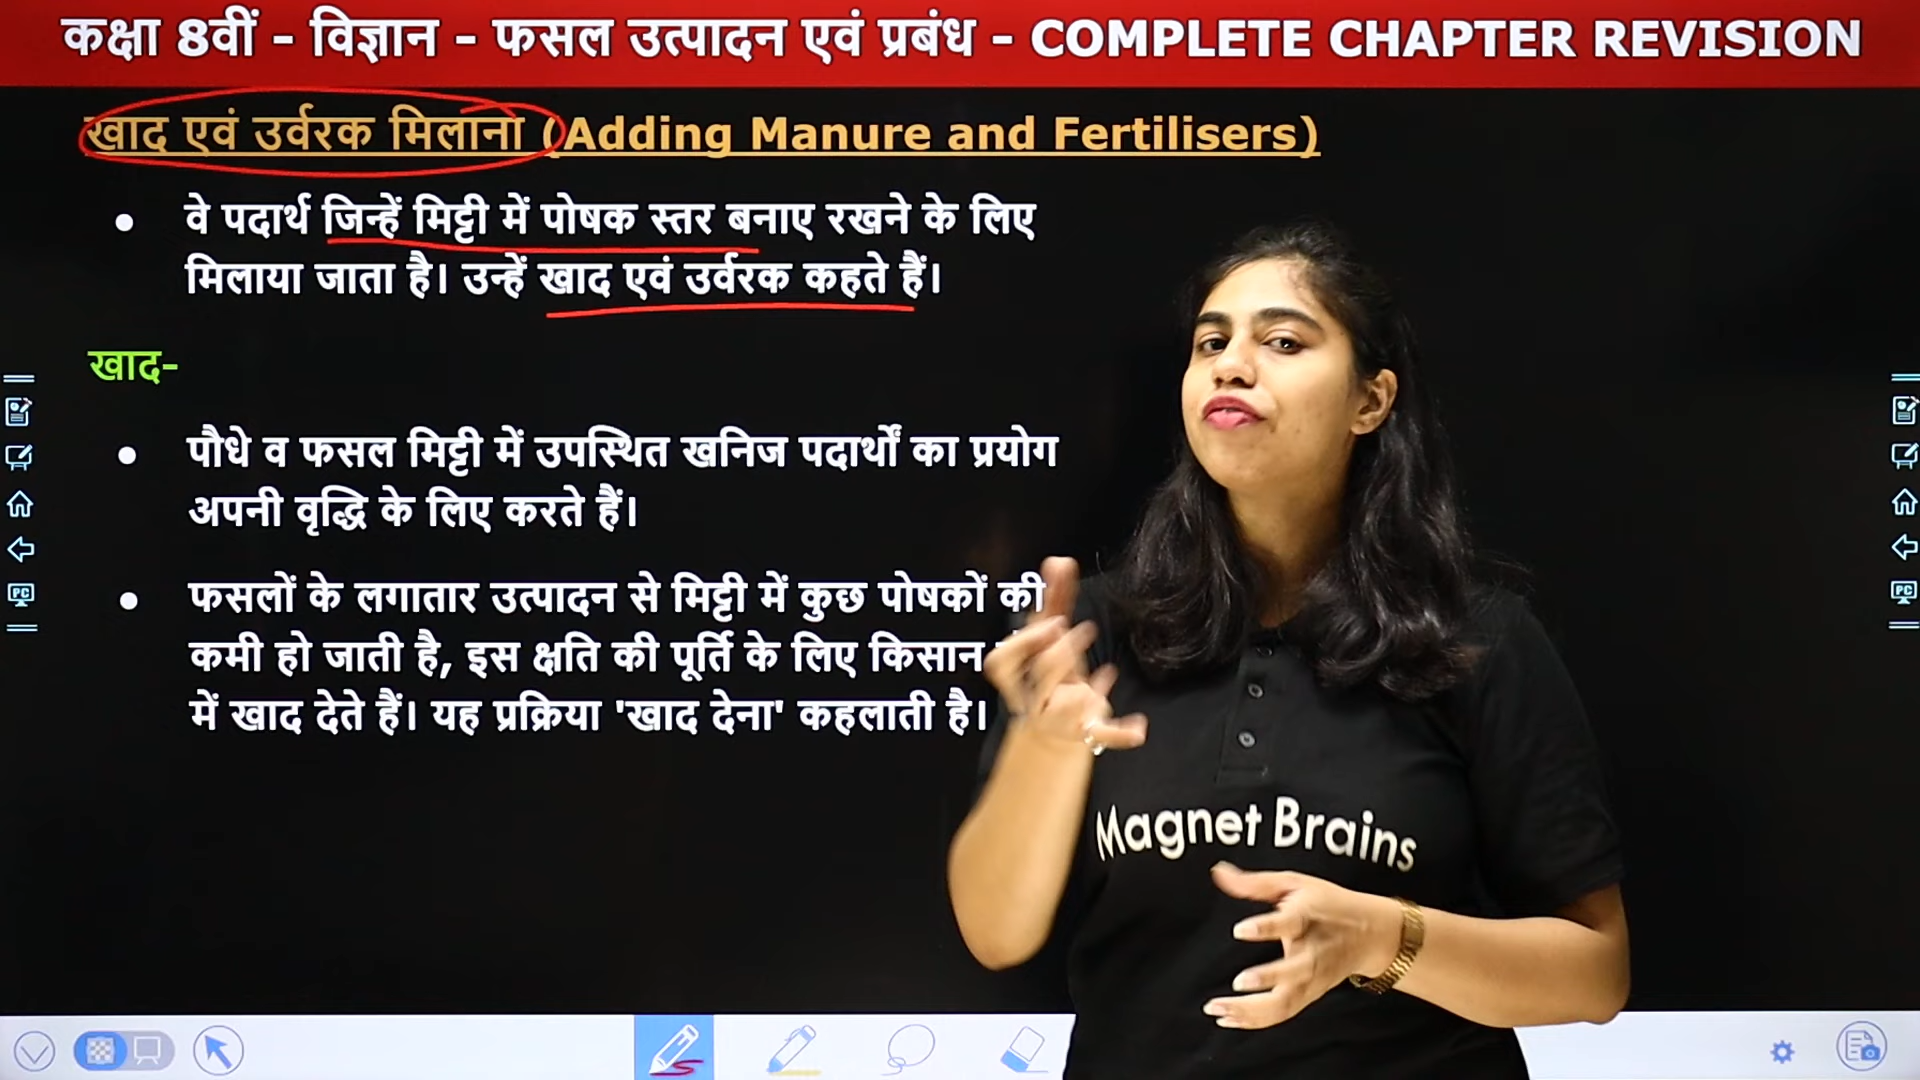 कक्षा 8वीं - विज्ञान - फसल उत्पादन एवं प्रबंध - COMPLETE CHAPTER REVISION
खाद एवं उर्वरक मिलाना (Adding Manure and Fertilisers)
• वे पदार्थ जिन्हें मिट्टी में पोषक स्तर बनाए रखने के लिए
मिलाया जाता है। उन्हें खाद एवं उर्वरक कहते हैं।
खाद-
• पौधे व फसल मिट्टी में उपस्थित खनिज पदार्थों का प्रयोग
अपनी वृद्धि के लिए करते हैं।
• फसलों के लगातार उत्पादन से मिट्टी में कुछ पोषकों की
कमी हो जाती है, इस क्षति की पूर्ति के लिए किसान
में खाद देते हैं। यह प्रक्रिया 'खाद देना' कहलाती है।
Magnet Brains
PC
PC